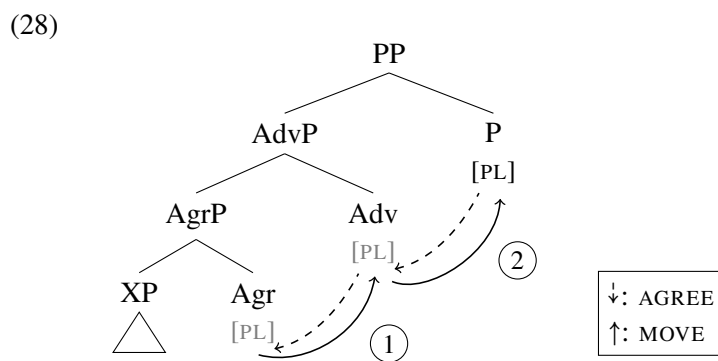 (28)
PP
AdvP P
[PL]
AgrP Adv
[PL]
②
XP Agr
[PL]
①
⇣: AGREE
↑: MOVE